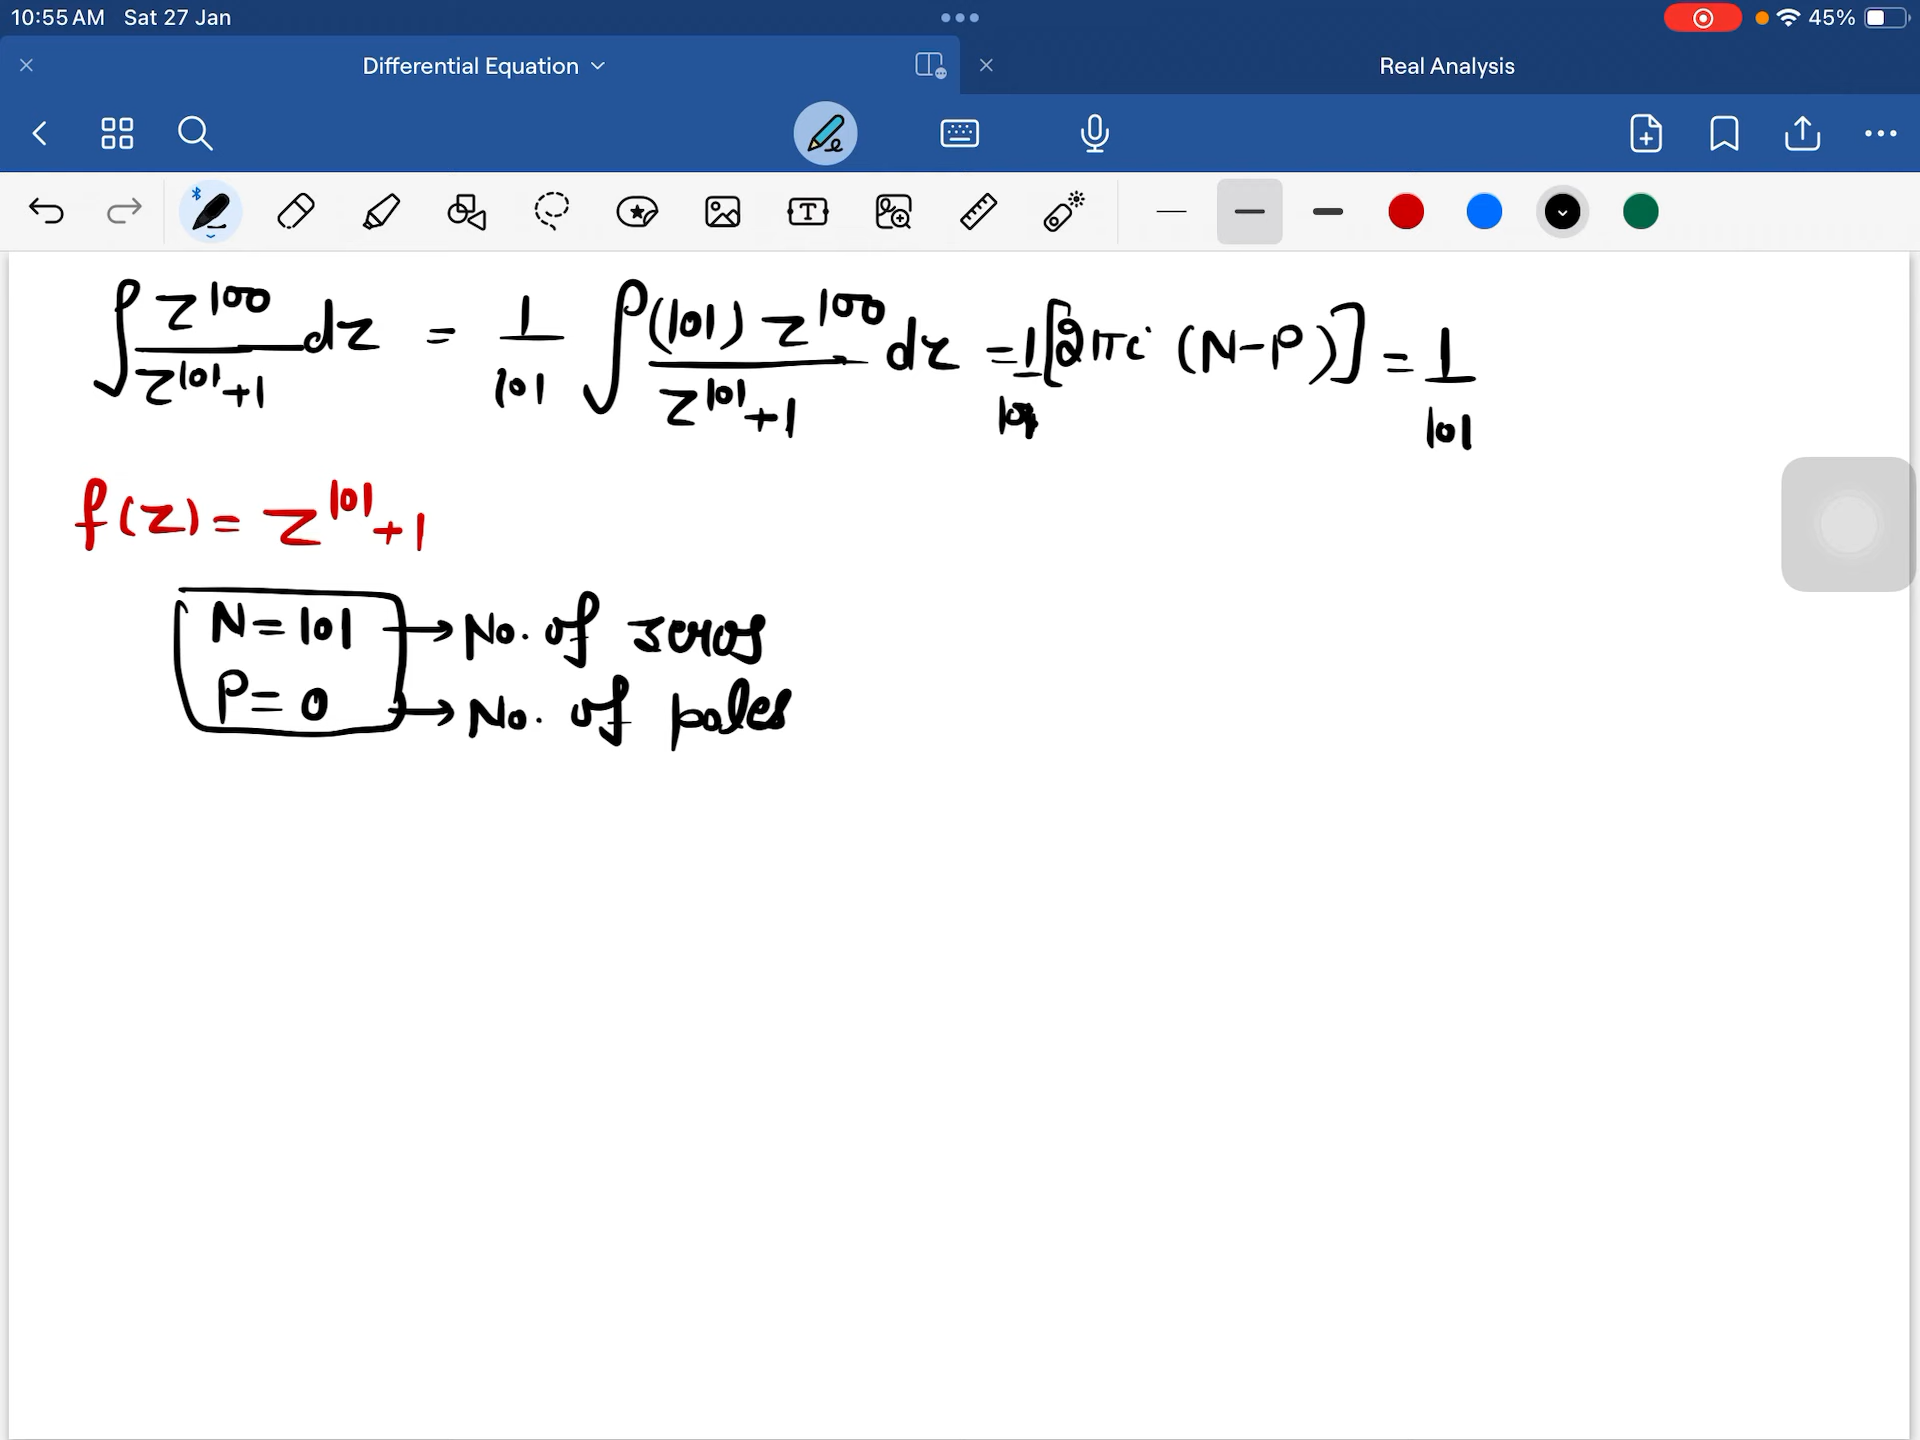 10:55 AM Sat 27 Jan 45%
Differential Equation Real Analysis
∫ z^100/(z^101+1) dz = 1/101 ∫ (101) z^100/(z^101+1) dz = 1/101 [2πi (N-P)] = 1/101
f(z) = z^101+1
N=101 → No. of zeros
P=0 → No. of poles